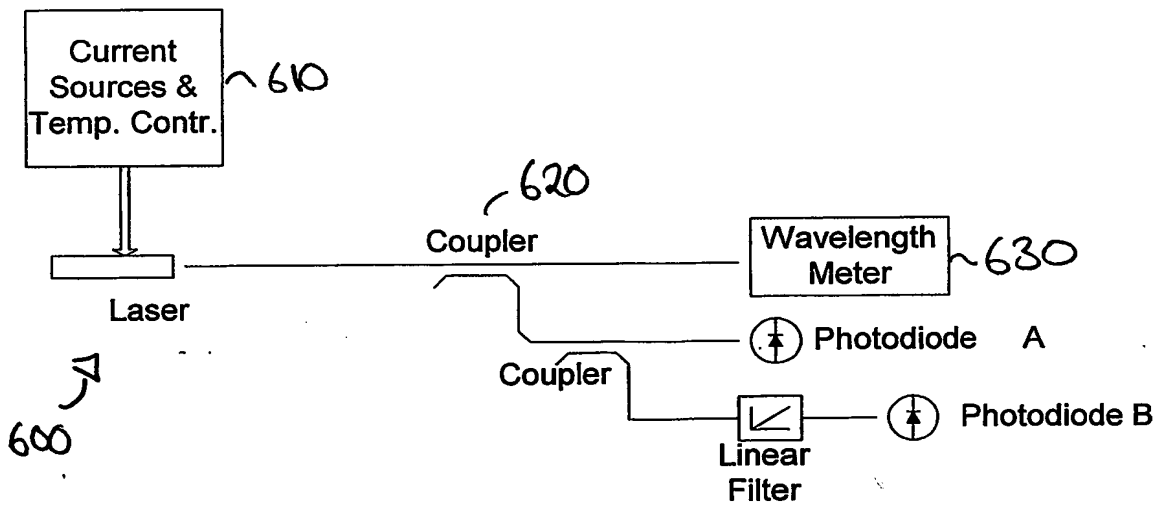 Current
Sources &
Temp. Contr.
610
620
Coupler
Wavelength
Meter
630
Laser
Photodiode A
Coupler
600
Photodiode B
Linear
Filter